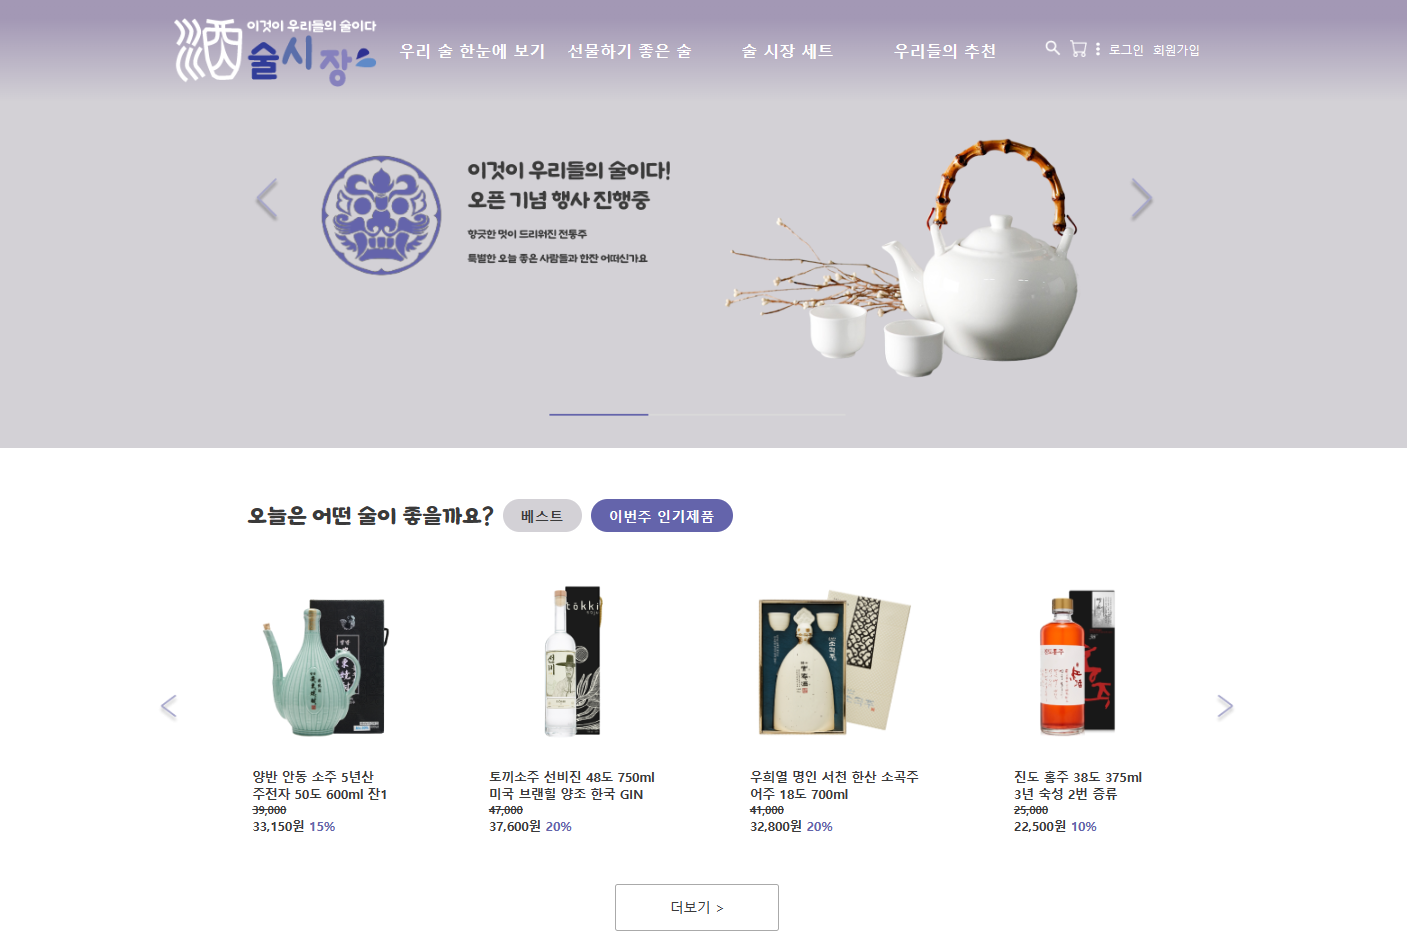 酒 이것이 우리들의 술이다
술시장
우리 술 한눈에 보기 선물하기 좋은 술 술 시장 세트 우리들의 추천 로그인 회원가입
이것이 우리들의 술이다!
오픈 기념 행사 진행중
향긋한 멋이 드리워진 전통주
특별한 오늘 좋은 사람들과 한잔 어떠신가요
오늘은 어떤 술이 좋을까요? 베스트 이번주 인기제품
tokki
선비
양반 안동 소주 5년산
주전자 50도 600ml 잔1
39,000
33,150원 15%
토끼소주 선비진 48도 750ml
미국 브랜힐 양조 한국 GIN
47,000
37,600원 20%
우희열 명인 서천 한산 소곡주
어주 18도 700ml
41,000
32,800원 20%
진도 홍주 38도 375ml
3년 숙성 2번 증류
25,000
22,500원 10%
더보기 >